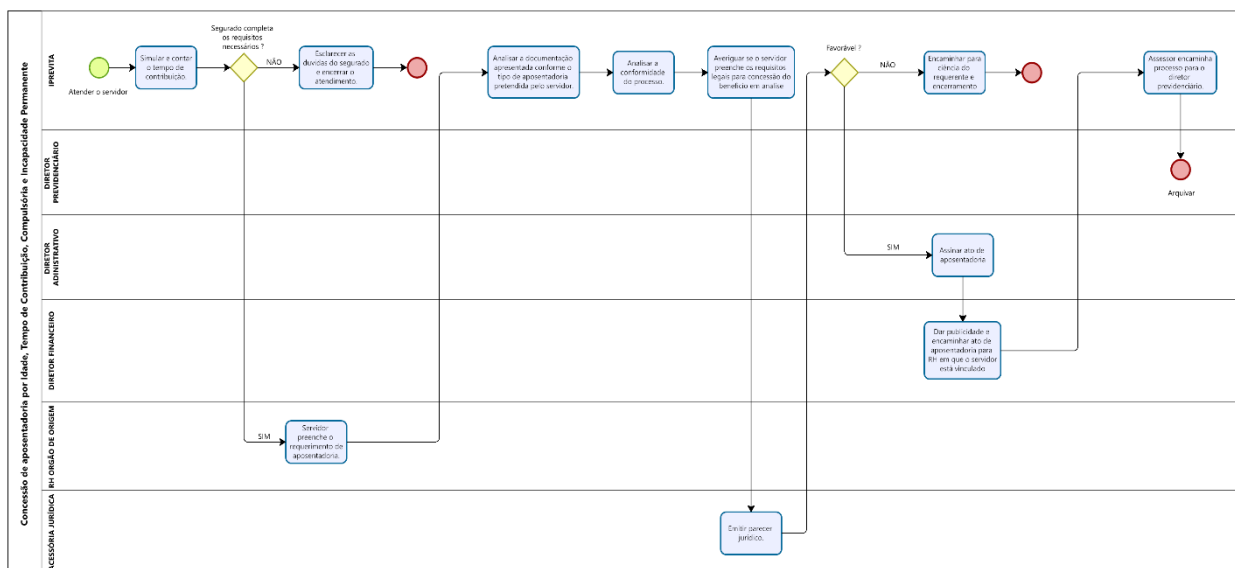 Concessão de aposentadoria por Idade, Tempo de Contribuição, Compulsória e Incapacidade Permanente
IPREVITA
Atender o servidor
Simular e contar
o tempo de
contribuição.
Segurado completa
os requisitos
necessários ?
NÃO
Esclarecer as
duvidas do segurado
e encerrar o
atendimento.
Analisar a documentação
apresentada conforme o
tipo de aposentadoria
pretendida pelo servidor.
Analisar a
conformidade
do processo.
Averiguar se o servidor
preenche os requisitos
legais para concessão do
benefício em analise
Favorável ?
NÃO
Encaminhar para
ciência do
requerente e
encerramento
Assessor encaminha
processo para o
diretor
previdenciário.
DIRETOR
PREVIDENCIÁRIO
Arquivar
DIRETOR
ADINISTRATIVO
SIM
Assinar ato de
aposentadoria.
DIRETOR FINANCEIRO
Dar publicidade e
encaminhar ato de
aposentadoria para
RH em que o servidor
está vinculado
RH ORGÃO DE ORIGEM
SIM
Servidor
preenche o
requerimento de
aposentadoria.
ACESSÓRIA JURÍDICA
Emitir parecer
jurídico.